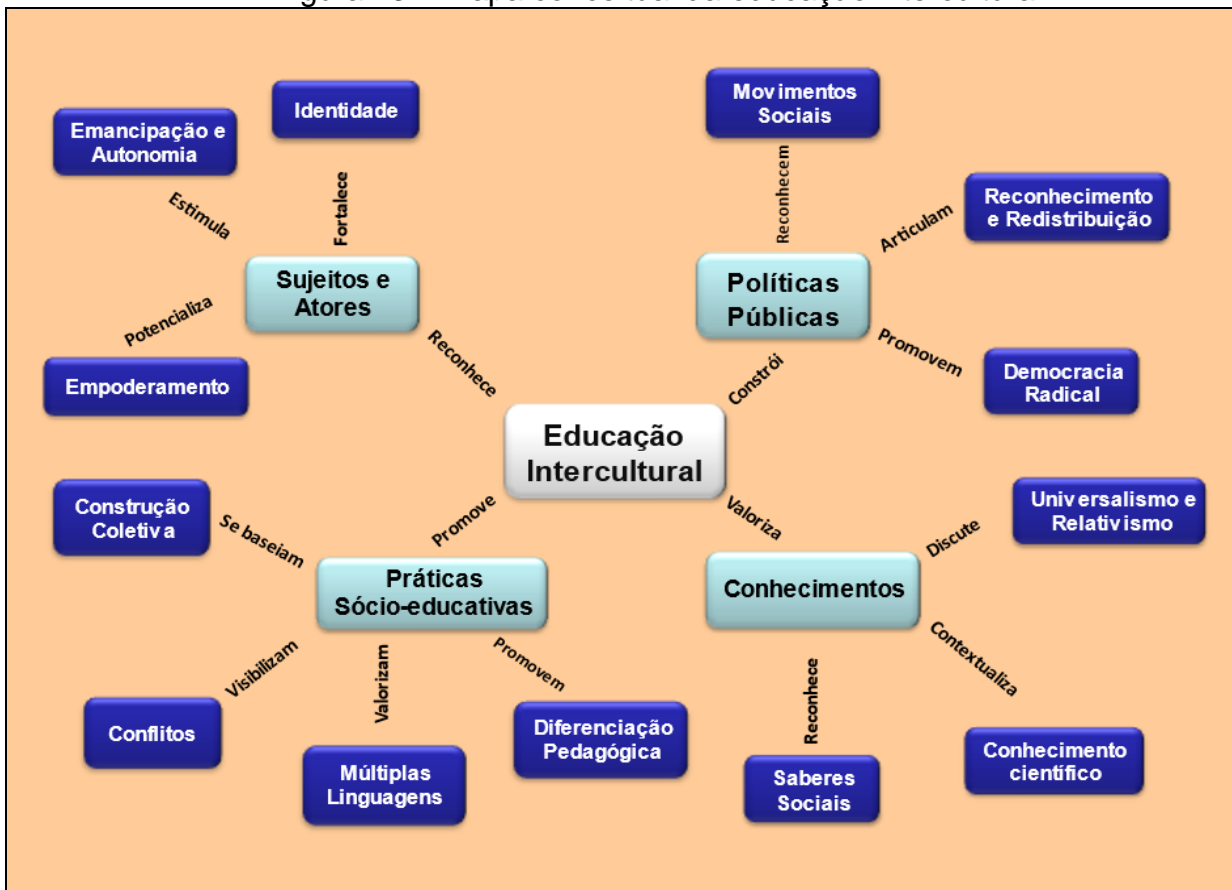 Identidade
Emancipação e
Autonomia
Estimula
Fortalece
Sujeitos e
Atores
Potencializa
Empoderamento
Reconhece
Movimentos
Sociais
Reconhecem
Reconhecimento
e Redistribuição
Articulam
Políticas
Públicas
Promovem
Democracia
Radical
Constrói
Educação
Intercultural
Promove
Construção
Coletiva
Se baseiam
Práticas
Sócio-educativas
Visibilizam
Conflitos
Valorizam
Múltiplas
Linguagens
Promovem
Diferenciação
Pedagógica
Valoriza
Conhecimentos
Discute
Universalismo e
Relativismo
Contextualiza
Conhecimento
científico
Reconhece
Saberes
Sociais